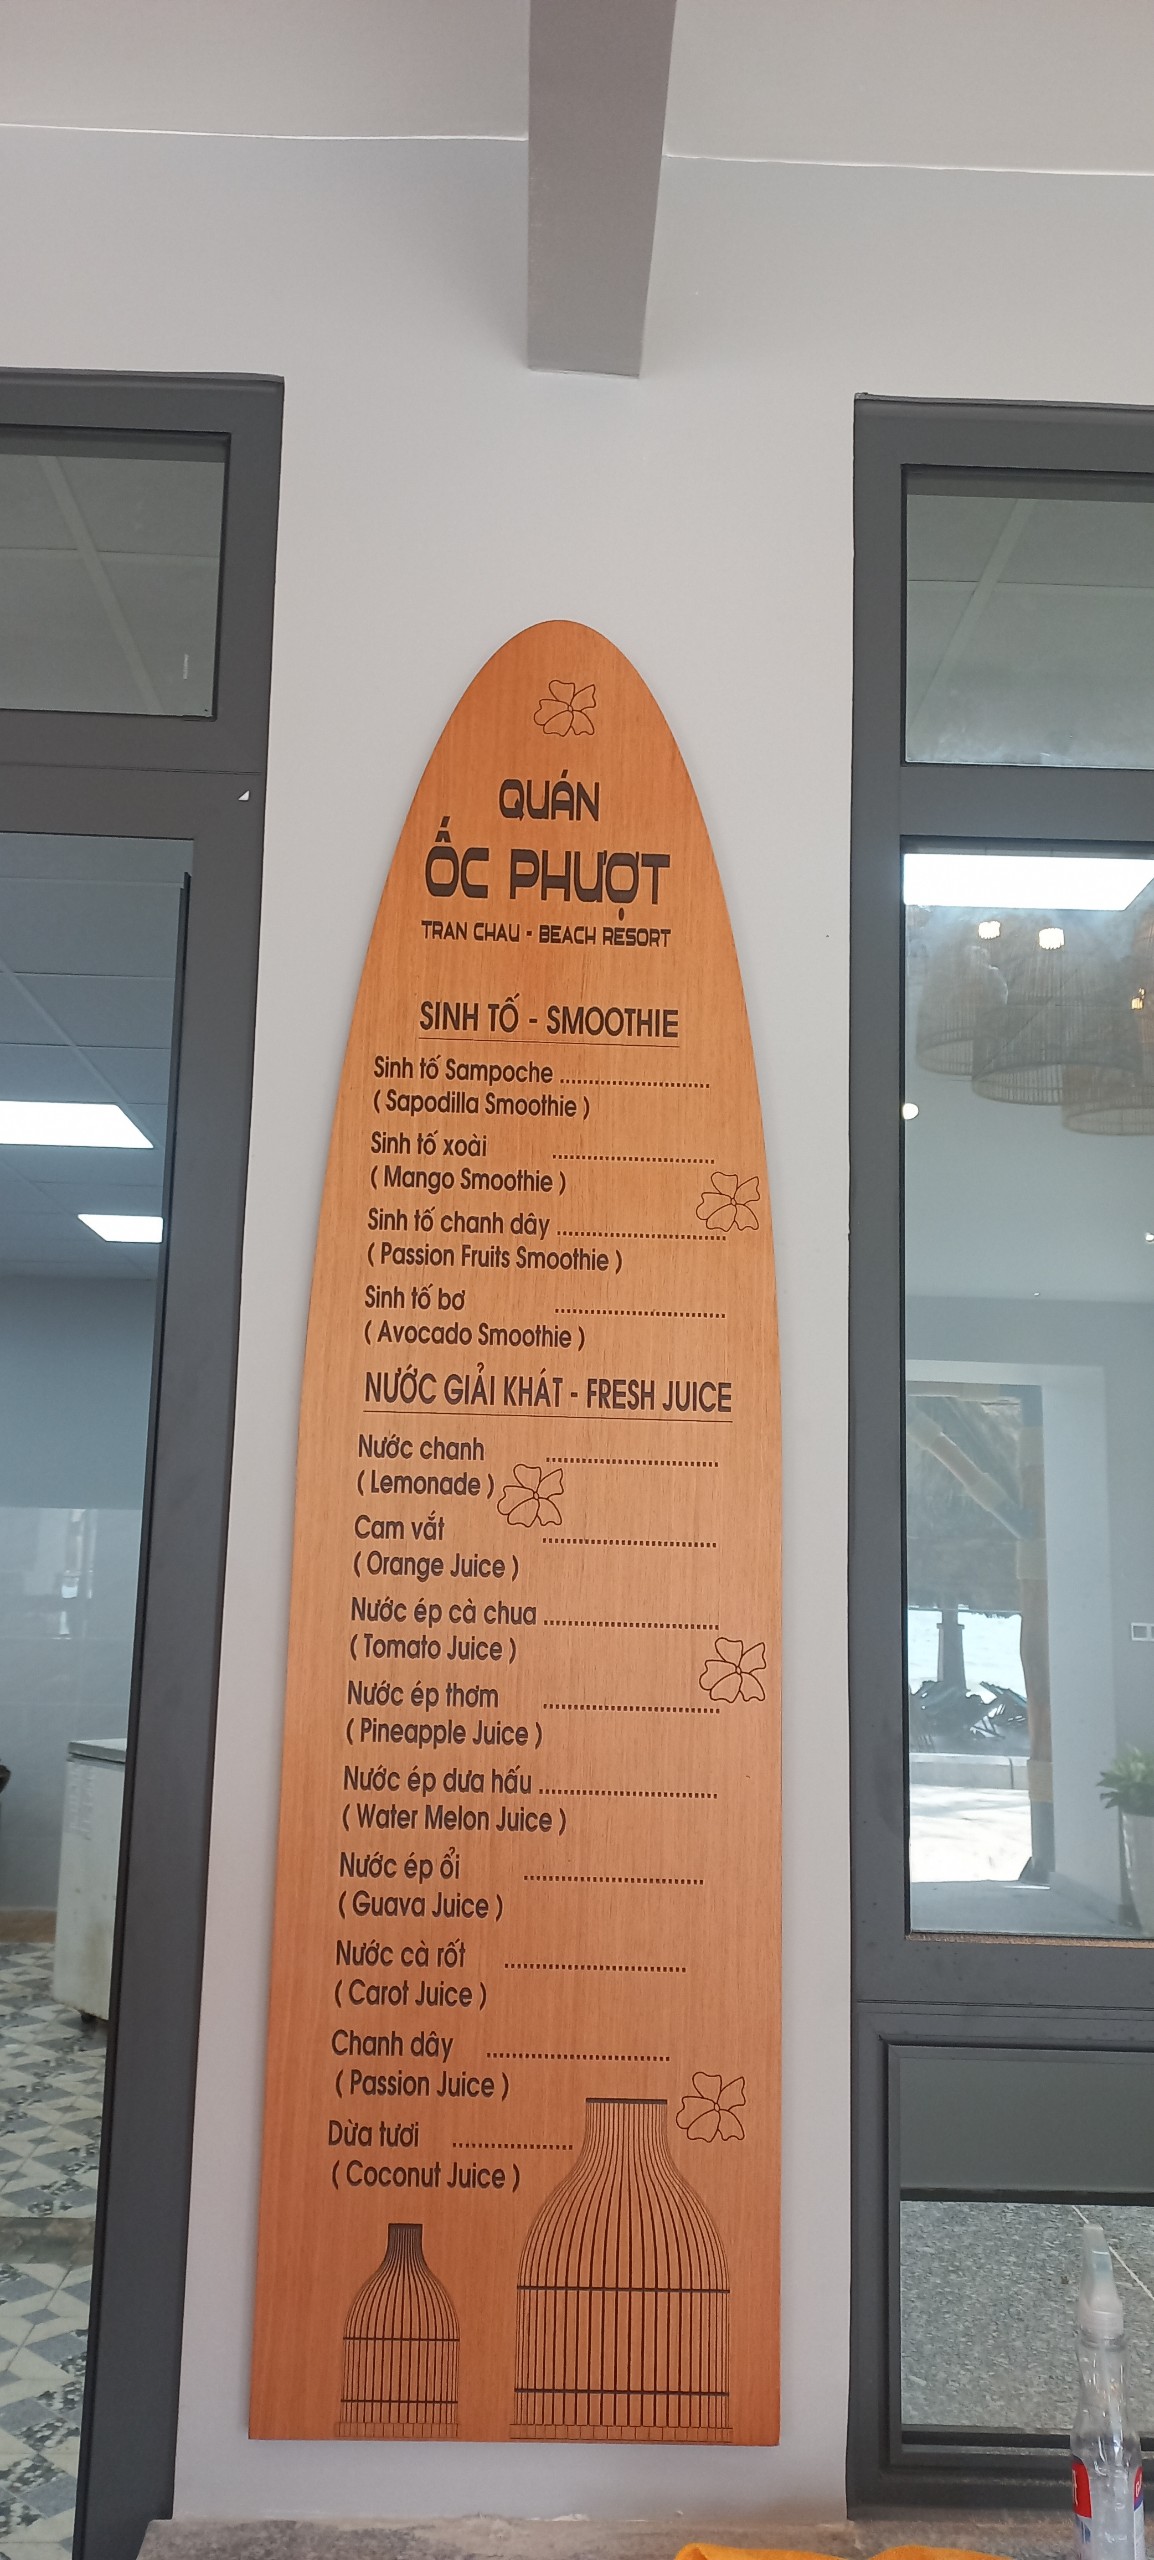 QUÁN
ỐC PHƯỢT
TRAN CHAU - BEACH RESORT
SINH TỐ - SMOOTHIE
Sinh tố Sampoche ..........................
( Sapodilla Smoothie )
Sinh tố xoài ............................
( Mango Smoothie )
Sinh tố chanh dây .............................
( Passion Fruits Smoothie )
Sinh tố bơ .............................
( Avocado Smoothie )
NƯỚC GIẢI KHÁT - FRESH JUICE
Nước chanh .............................
( Lemonade )
Cam vắt ..............................
( Orange Juice )
Nước ép cà chua ..............................
( Tomato Juice )
Nước ép thơm ..............................
( Pineapple Juice )
Nước ép dưa hấu ..............................
( Water Melon Juice )
Nước ép ổi ..............................
( Guava Juice )
Nước cà rốt ..............................
( Carot Juice )
Chanh dây ..............................
( Passion Juice )
Dừa tươi ....................
( Coconut Juice )